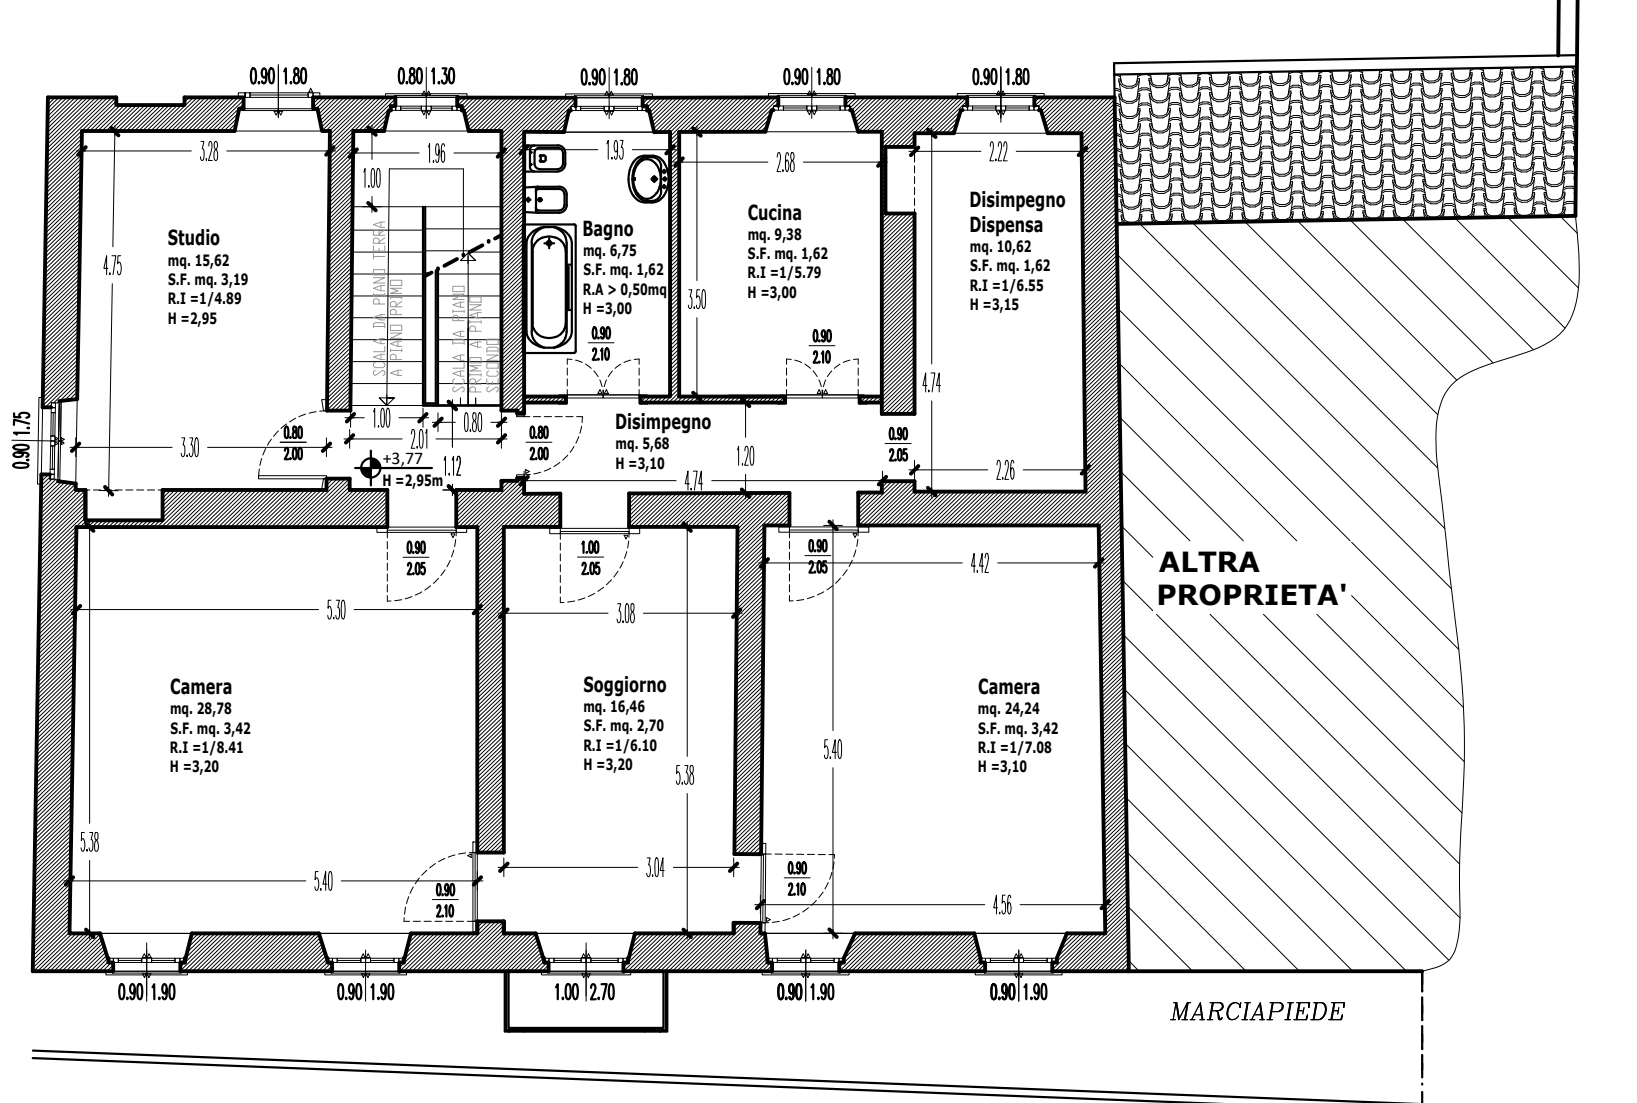 0.90 1.80
0.80 1.30
0.90 1.80
0.90 1.80
0.90 1.80
3.28
1.96
1.93
2.68
2.22
1.00
4.75
Studio
mq. 15,62
S.F. mq. 3,19
R.I =1/4.89
H =2,95
SCALA DA PIANO TERRA
A PIANO PRIMO
PRIMO A PIANO
SECONDO
D
Bagno
mq. 6,75
S.F. mq. 1,62
R.A > 0,50mq
H =3,00
0.90
2.10
Cucina
mq. 9,38
S.F. mq. 1,62
R.I =1/5.79
H =3,00
3.50
0.90
2.10
Disimpegno
Dispensa
mq. 10,62
S.F. mq. 1,62
R.I =1/6.55
H =3,15
4.74
0.90 1.75
3.30
0.80
2.00
1.00
0.80
2.01
+3,77
H =2,95m
1.12
0.80
2.00
Disimpegno
mq. 5,68
H =3,10
1.20
4.74
0.90
2.05
2.26
0.90
2.05
1.00
2.05
0.90
2.05
4.42
5.30
3.08
ALTRA
PROPRIETA'
Camera
mq. 28,78
S.F. mq. 3,42
R.I =1/8.41
H =3,20
Soggiorno
mq. 16,46
S.F. mq. 2,70
R.I =1/6.10
H =3,20
Camera
mq. 24,24
S.F. mq. 3,42
R.I =1/7.08
H =3,10
5.38
5.38
5.40
5.40
0.90
2.10
3.04
0.90
2.10
4.56
0.90 1.90
0.90 1.90
1.00 2.70
0.90 1.90
0.90 1.90
MARCIAPIEDE